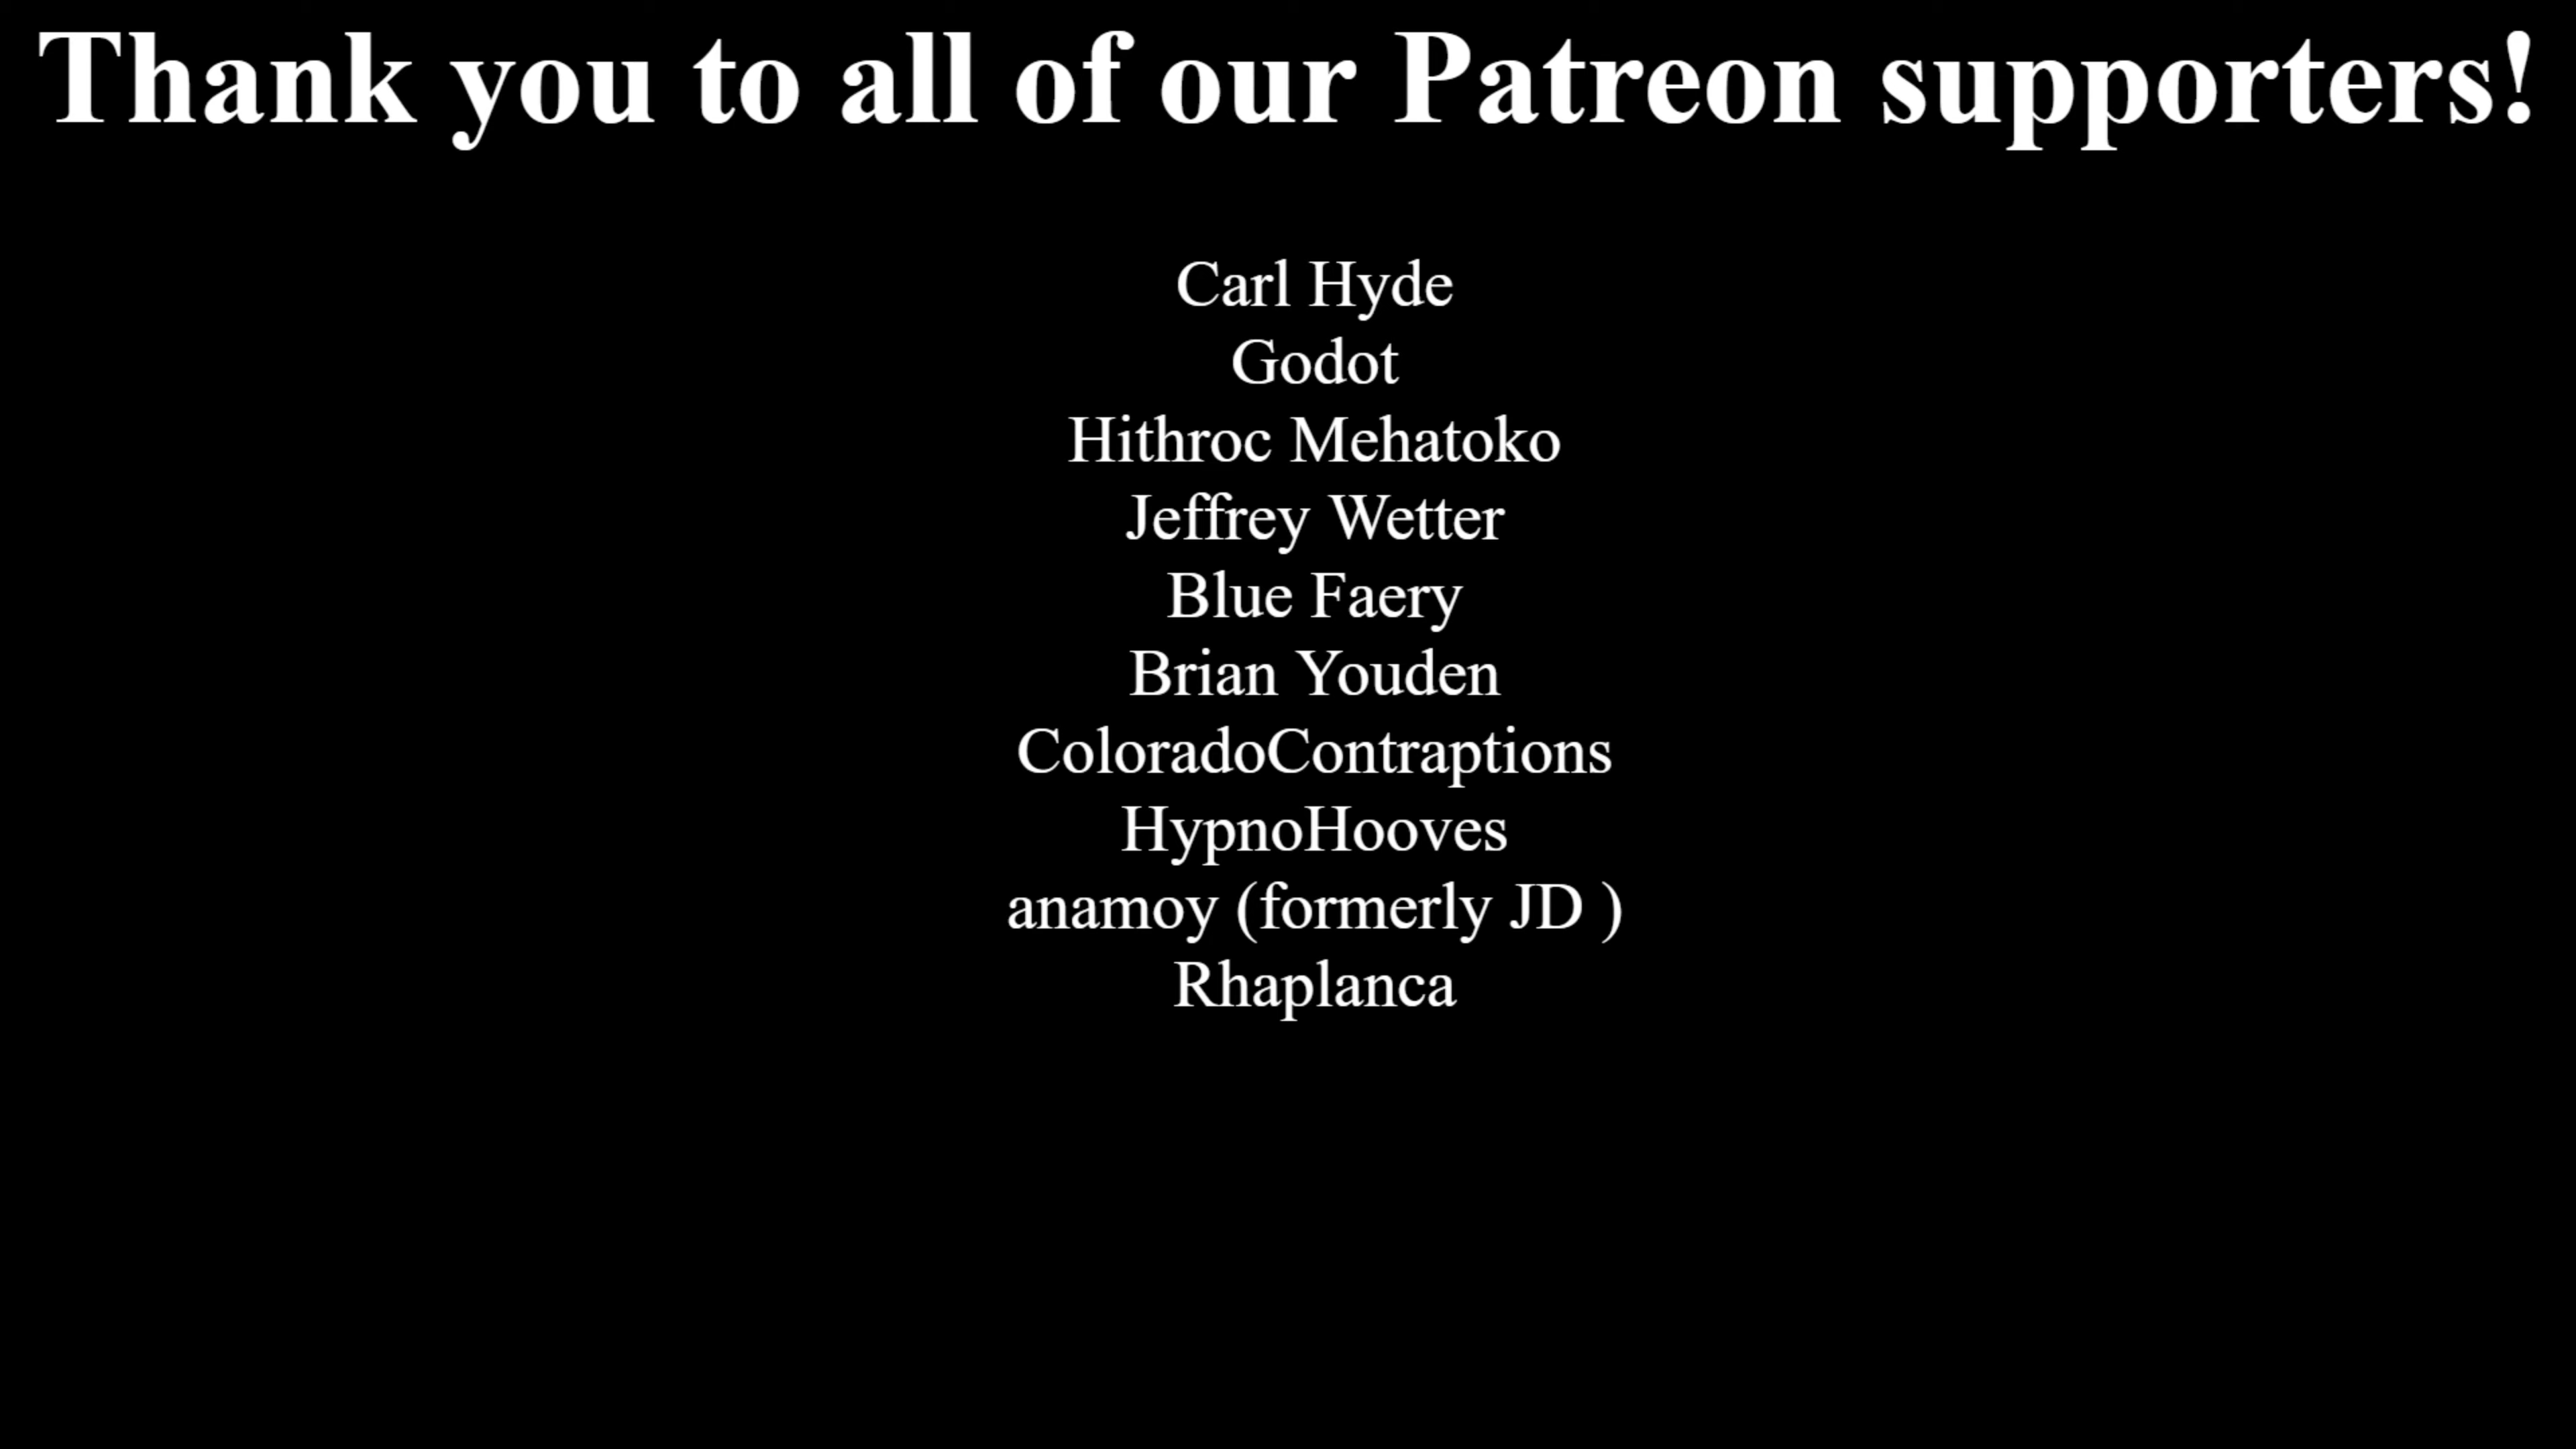 Thank you to all of our Patreon supporters!
Carl Hyde
Godot
Hithroc Mehatoko
Jeffrey Wetter
Blue Faery
Brian Youden
ColoradoContraptions
HypnoHooves
anamoy (formerly JD )
Rhaplanca